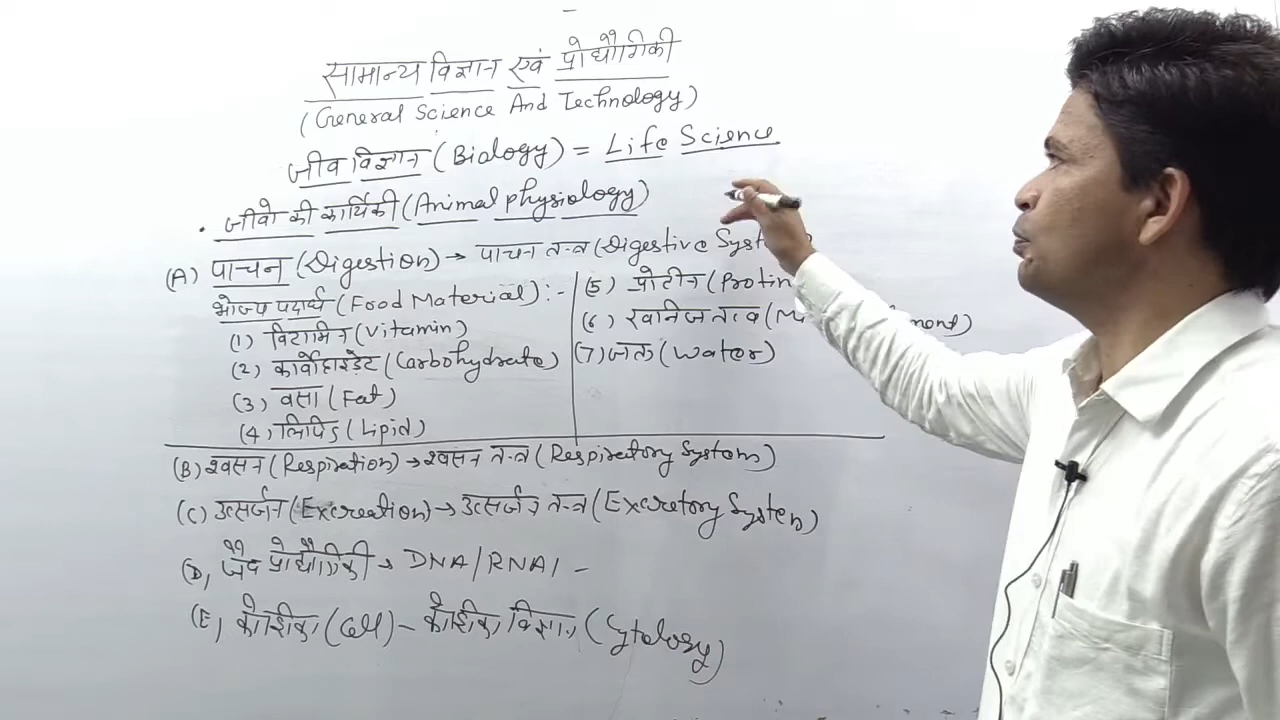 सामान्य विज्ञान एवं प्रौद्यौगिकी
(General Science And Technology)
जीव विज्ञान (Biology) = Life Science
. जीवो की कार्यिकी (Animal physiology)
(A) पाचन (Digestion) → पाचन तन्त्र (Digestive
भोज्य पदार्थ (Food Material) :-
(1) विटामिन (Vitamin)
(2) कार्वोहाइड्रेट (Carbohydrate)
(3) वसा (Fat)
(4) लिपिड (Lipid)
(5) प्रोटीन (Protin
(6) खनिज तत्व
(7) जल (Water)
(B) श्वसन (Respiration) → श्वसन तन्त्र (Respiratory System)
(C) उत्सर्जन (Excreation) → उत्सर्जन तन्त्र (Excretory System)
(D) जैव प्रौद्यौगिकी → DNA/RNA/ -
(E) कोशिका (Cell) - कोशिका विज्ञान (Cytology)